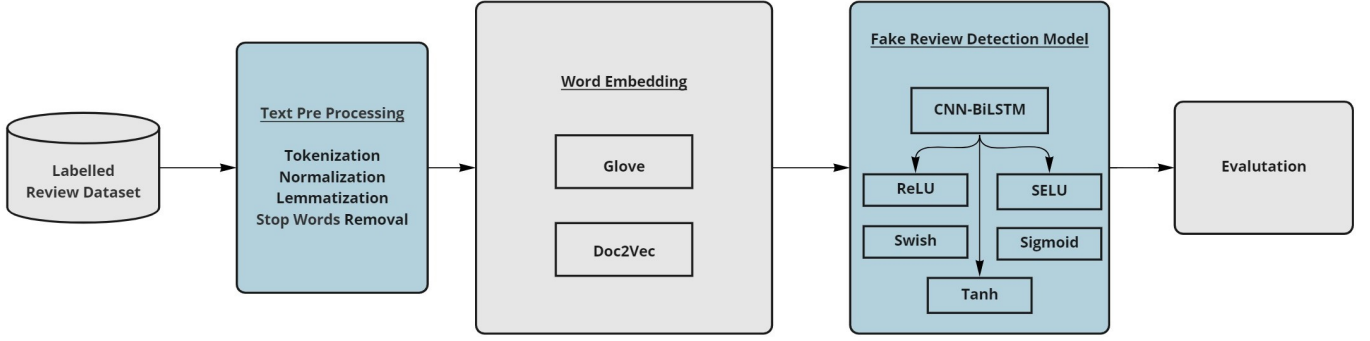 Labelled
Review Dataset
Text Pre Processing
Tokenization
Normalization
Lemmatization
Stop Words Removal
Word Embedding
Glove
Doc2Vec
Fake Review Detection Model
CNN-BiLSTM
ReLU
SELU
Swish
Sigmoid
Tanh
Evalutation